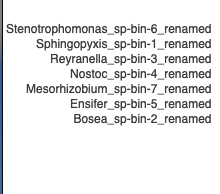 Stenotrophomonas_sp-bin-6_renamed
Sphingopyxis_sp-bin-1_renamed
Reyranella_sp-bin-3_renamed
Nostoc_sp-bin-4_renamed
Mesorhizobium_sp-bin-7_renamed
Ensifer_sp-bin-5_renamed
Bosea_sp-bin-2_renamed